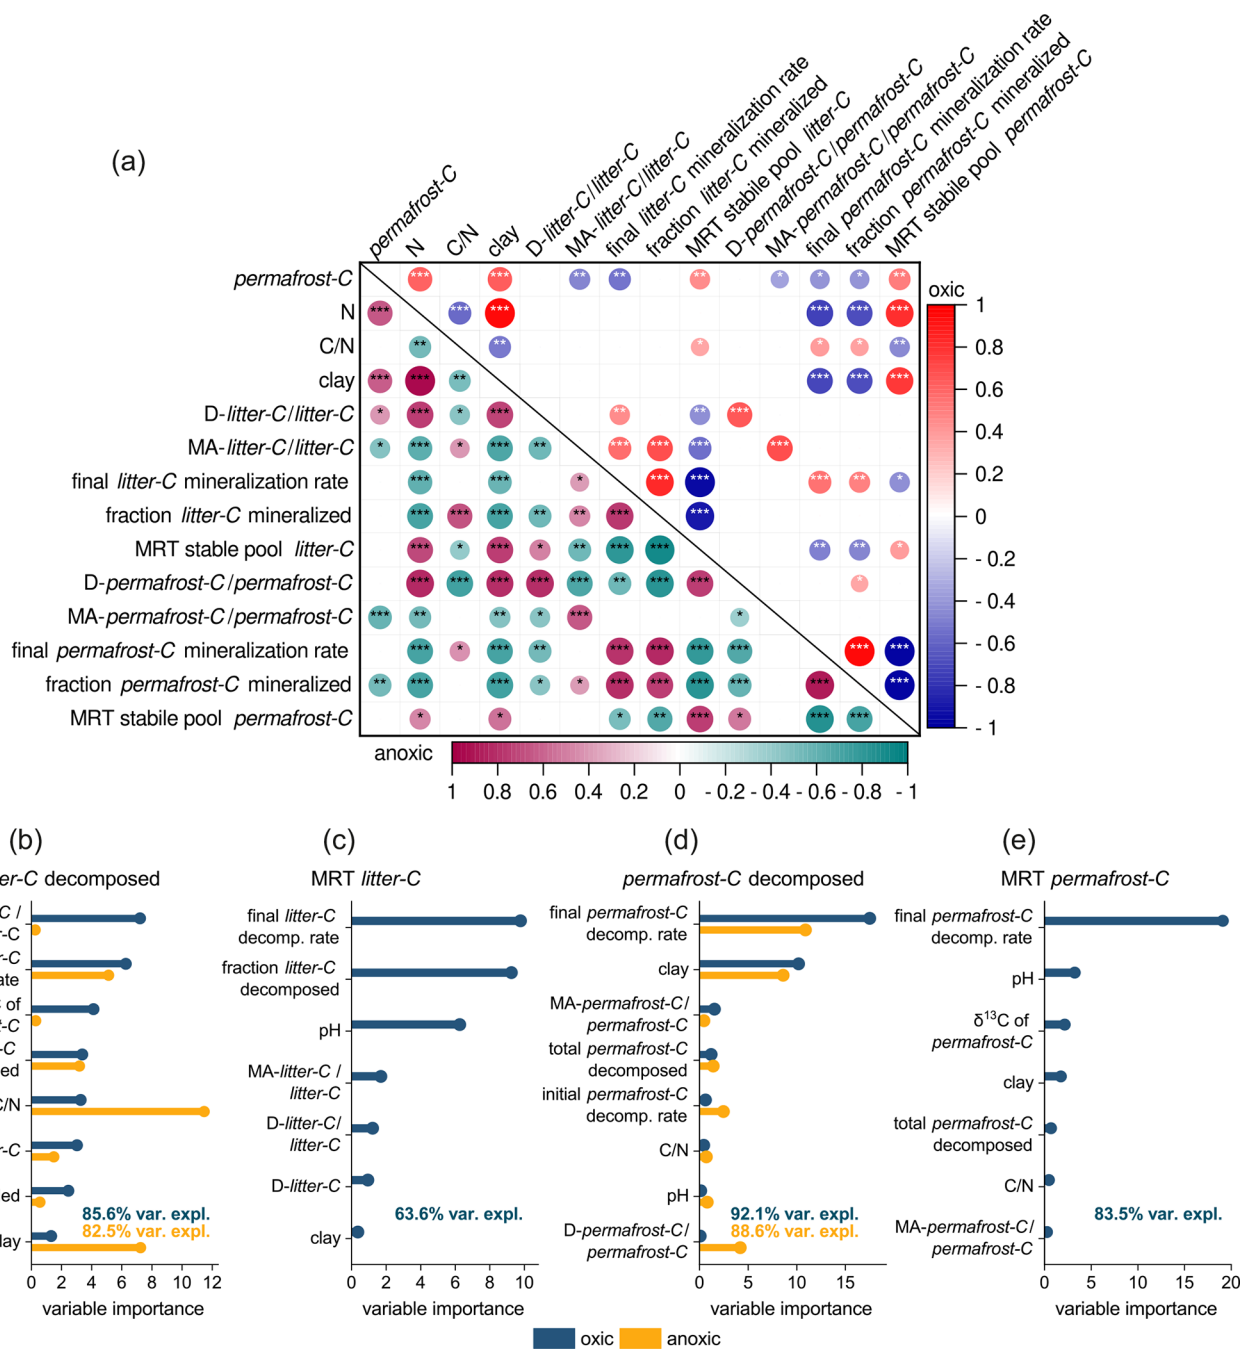 (a)
permafrost-C
N
C/N
clay
D-litter-C/litter-C
MA-litter-C/litter-C
final litter-C mineralization rate
fraction litter-C mineralized
MRT stabile pool litter-C
D-permafrost-C/permafrost-C
MA-permafrost-C/permafrost-C
final permafrost-C mineralization rate
fraction permafrost-C mineralized
MRT stabile pool permafrost-C
permafrost-C *** *** ** ** ** * * * **
N *** *** *** *** *** ***
C/N ** ** * * * **
clay *** *** ** *** *** ***
D-litter-C/litter-C * *** * *** ** ** ***
MA-litter-C/litter-C * *** * *** ** *** *** *** ***
final litter-C mineralization rate *** *** * *** *** *** ** *
fraction litter-C mineralized *** *** *** ** ** *** ***
MRT stable pool litter-C *** * *** * ** *** *** ** ** *
D-permafrost-C/permafrost-C *** *** *** *** *** ** *** *** *
MA-permafrost-C/permafrost-C *** ** ** * *** *
final permafrost-C mineralization rate *** * *** ** *** *** *** *** *** ***
fraction permafrost-C mineralized ** *** *** * * *** *** *** *** *** ***
MRT stabile pool permafrost-C * * * ** *** * *** ***
oxic
1
0.8
0.6
0.4
0.2
0
- 0.2
- 0.4
- 0.6
- 0.8
- 1
anoxic
1 0.8 0.6 0.4 0.2 0 - 0.2 - 0.4 - 0.6 - 0.8 - 1
(b)
er-C decomposed
C /
r-C
r-C
rate
C of
t-C
-C
ed
C/N
r-C
ed
lay
85.6% var. expl.
82.5% var. expl.
0 2 4 6 8 10 12
variable importance
(c)
MRT litter-C
final litter-C
decomp. rate
fraction litter-C
decomposed
pH
MA-litter-C /
litter-C
D-litter-C/
litter-C
D-litter-C
clay
63.6% var. expl.
0 2 4 6 8 10
variable importance
(d)
permafrost-C decomposed
final permafrost-C
decomp. rate
clay
MA-permafrost-C/
permafrost-C
total permafrost-C
decomposed
initial permafrost-C
decomp. rate
C/N
pH
D-permafrost-C/
permafrost-C
92.1% var. expl.
88.6% var. expl.
0 5 10 15
variable importance
(e)
MRT permafrost-C
final permafrost-C
decomp. rate
pH
δ¹³C of
permafrost-C
clay
total permafrost-C
decomposed
C/N
MA-permafrost-C/
permafrost-C
83.5% var. expl.
0 5 10 15 20
variable importance
oxic anoxic